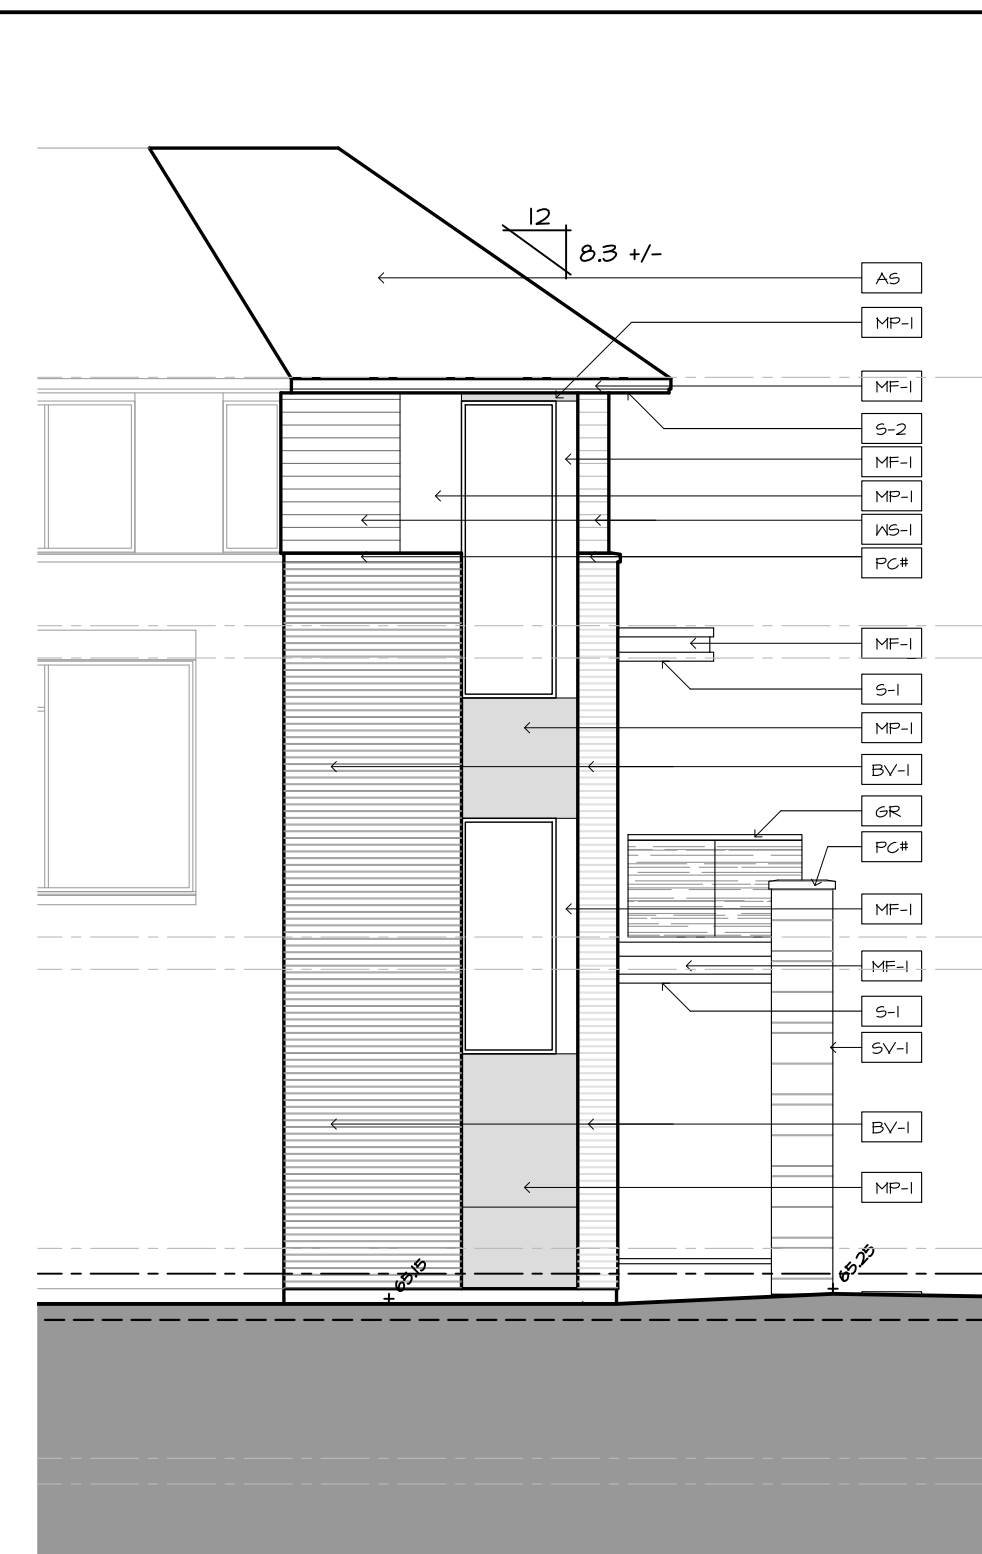 12
8.3 +/-
AS
MP-1
MF-1
S-2
MF-1
MP-1
WS-1
PC#
MF-1
S-1
MP-1
BV-1
GR
PC#
MF-1
MF-1
S-1
SV-1
BV-1
MP-1
65.15
65.25